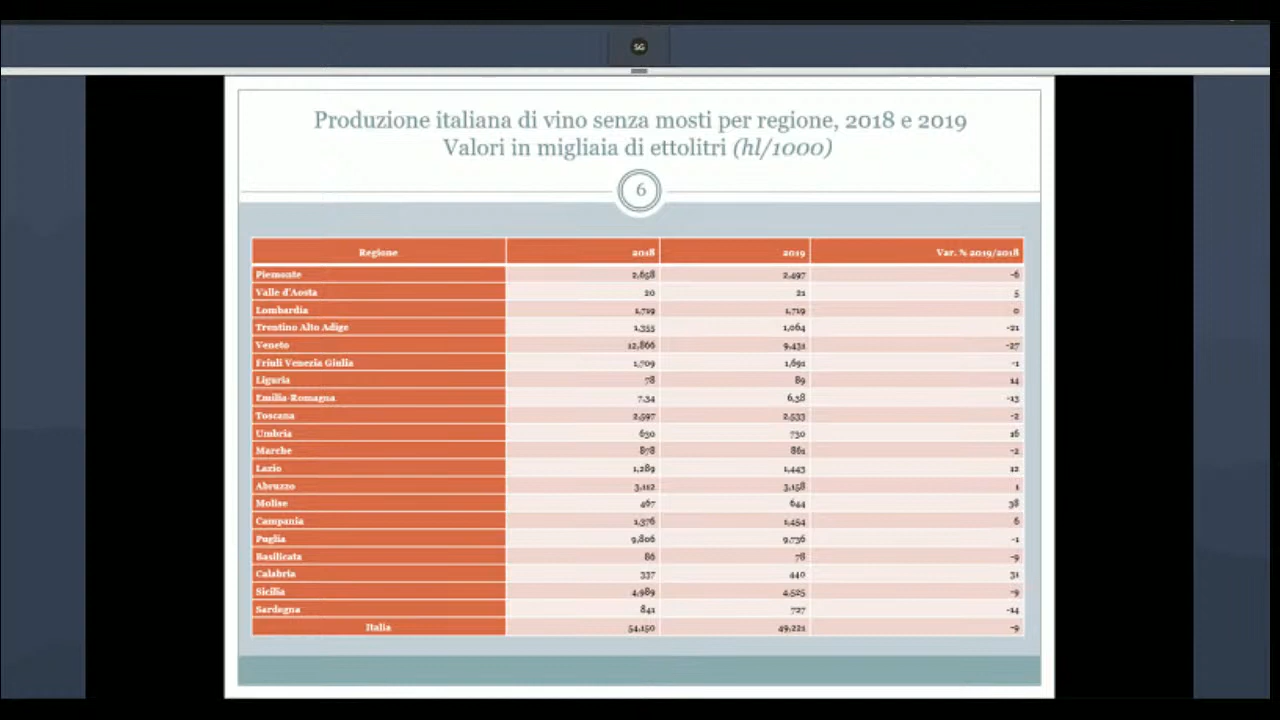 SG
Produzione italiana di vino senza mosti per regione, 2018 e 2019
Valori in migliaia di ettolitri (hl/1000)
6
Regione 2018 2019 Var. % 2019/2018
Piemonte 2,658 2,497 -6
Valle d'Aosta 20 21 5
Lombardia 1,719 1,719 0
Trentino Alto Adige 1,355 1,064 -21
Veneto 12,866 9,431 -27
Friuli Venezia Giulia 1,709 1,691 -1
Liguria 78 89 14
Emilia-Romagna 7,34 6,38 -13
Toscana 2,597 2,533 -2
Umbria 630 730 16
Marche 878 861 -2
Lazio 1,289 1,443 12
Abruzzo 3,112 3,158 1
Molise 467 644 38
Campania 1,376 1,454 6
Puglia 9,806 9,736 -1
Basilicata 86 78 -9
Calabria 337 440 31
Sicilia 4,989 4,525 -9
Sardegna 841 727 -14
Italia 54,150 49,221 -9